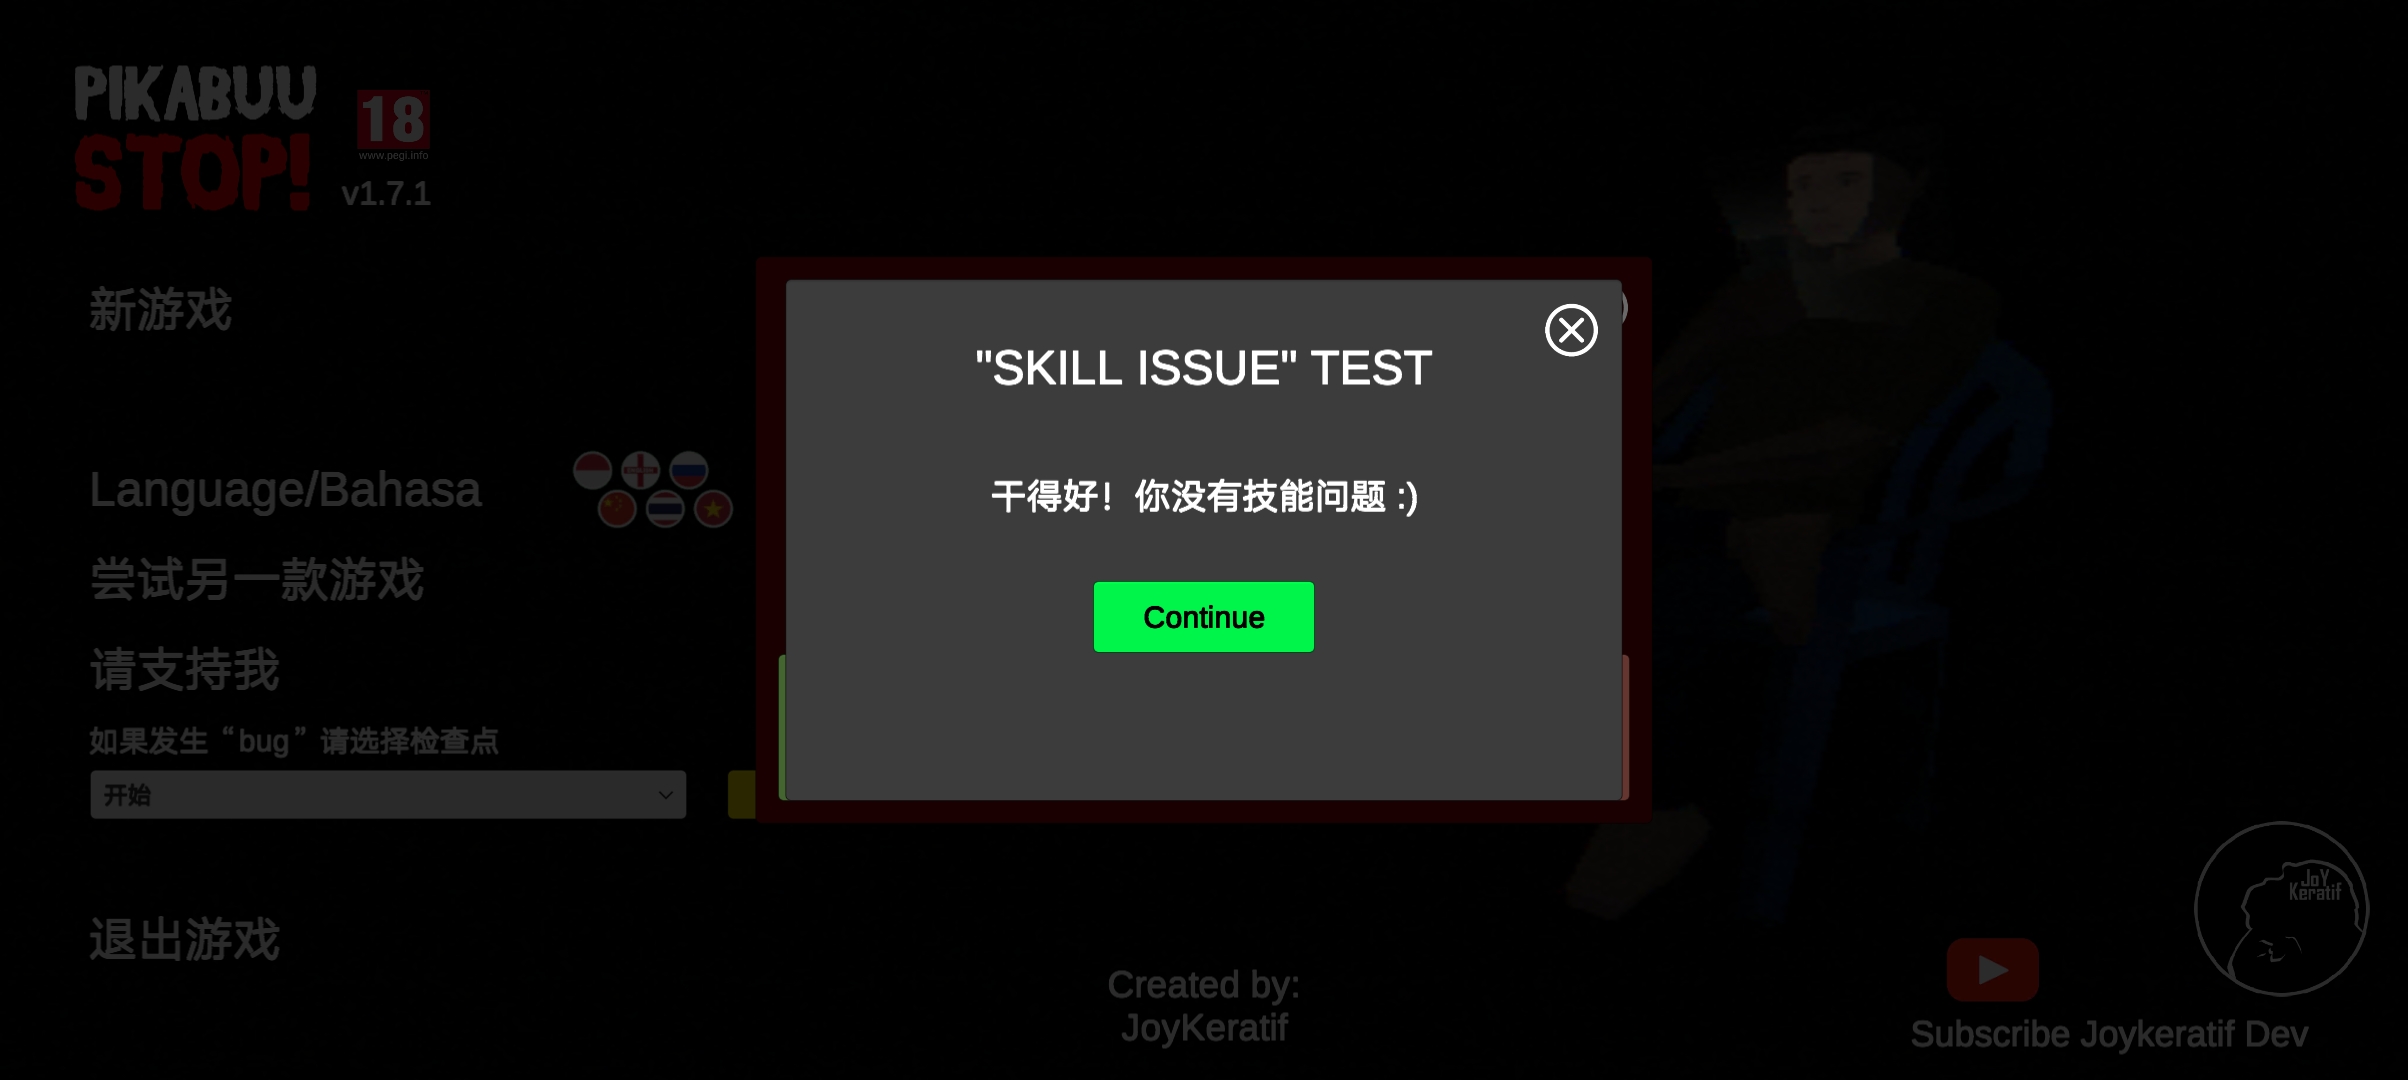 PIKABUU
STOP!
18
www.pegi.info
v1.7.1
新游戏
Language/Bahasa
尝试另一款游戏
请支持我
如果发生“bug”请选择检查点
开始
退出游戏
"SKILL ISSUE" TEST
干得好！你没有技能问题 :)
Continue
Created by:
JoyKeratif
JoY
Keratif
Subscribe Joykeratif Dev